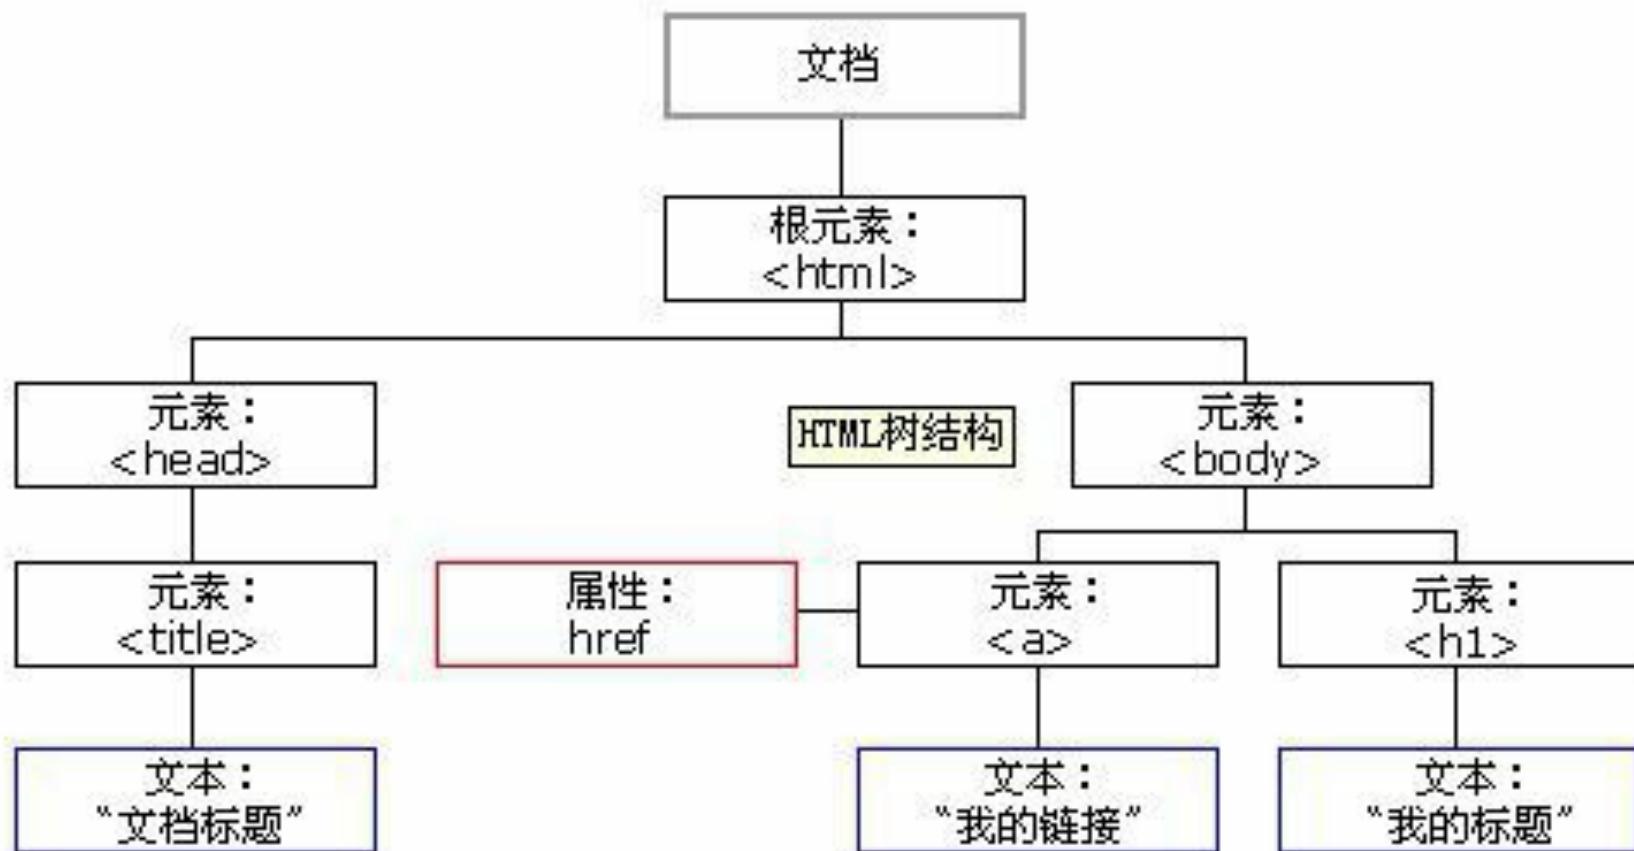 文档
根元素：
<html>
元素：
<head>
HTML树结构
元素：
<body>
元素：
<title>
属性：
href
元素：
<a>
元素：
<h1>
文本：
“文档标题”
文本：
“我的链接”
文本：
“我的标题”